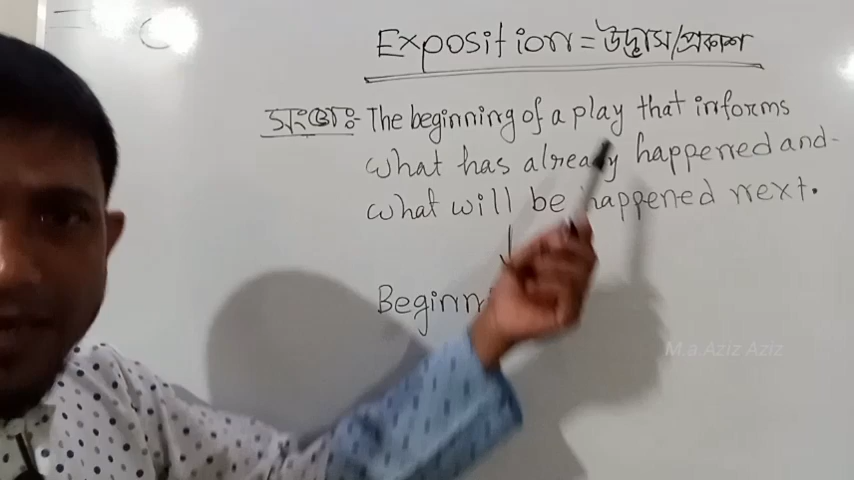 Exposition = উদ্ভাস/প্রকাশ
সংজ্ঞাঃ- The beginning of a play that informs
what has already happened and-
what will be happened next.
↓
M.a Aziz Aziz